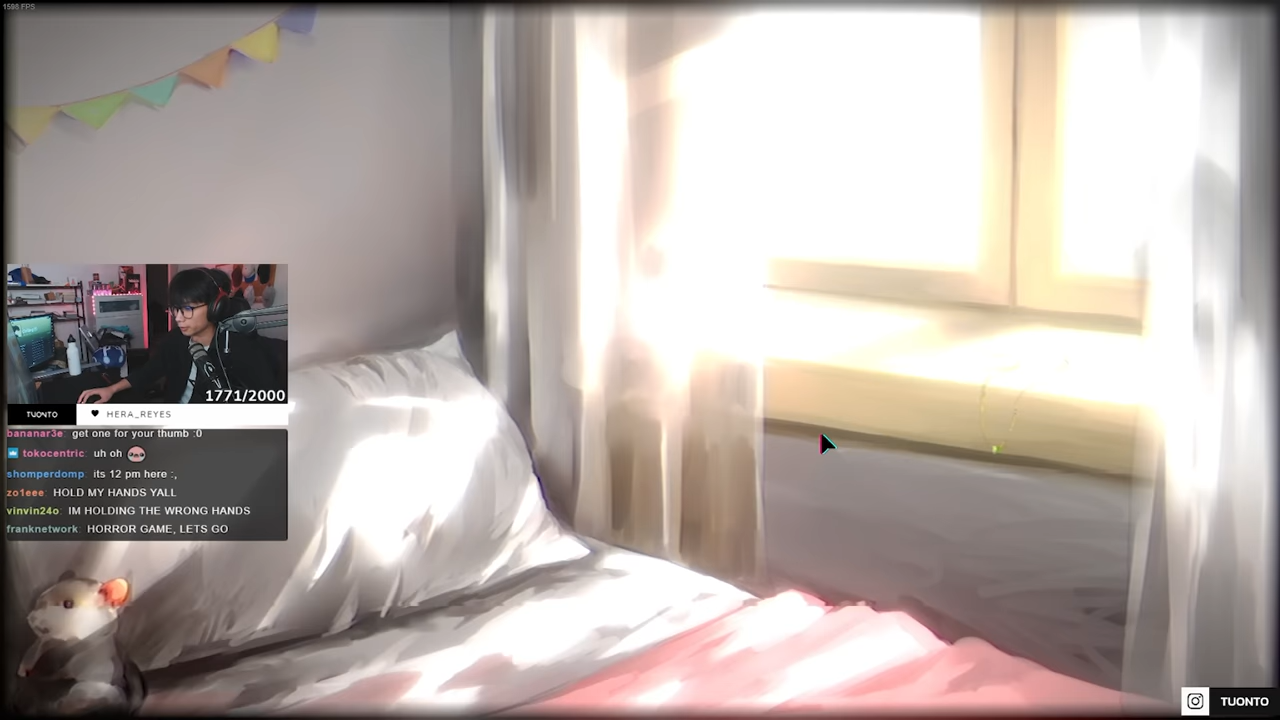 1598 FPS
1771/2000
TUONTO
HERA_REYES
bananar3e: get one for your thumb :0
tokocentric: uh oh
shomperdomp: its 12 pm here :,
zo1eee: HOLD MY HANDS YALL
vinvin24o: IM HOLDING THE WRONG HANDS
franknetwork: HORROR GAME, LETS GO
TUONTO